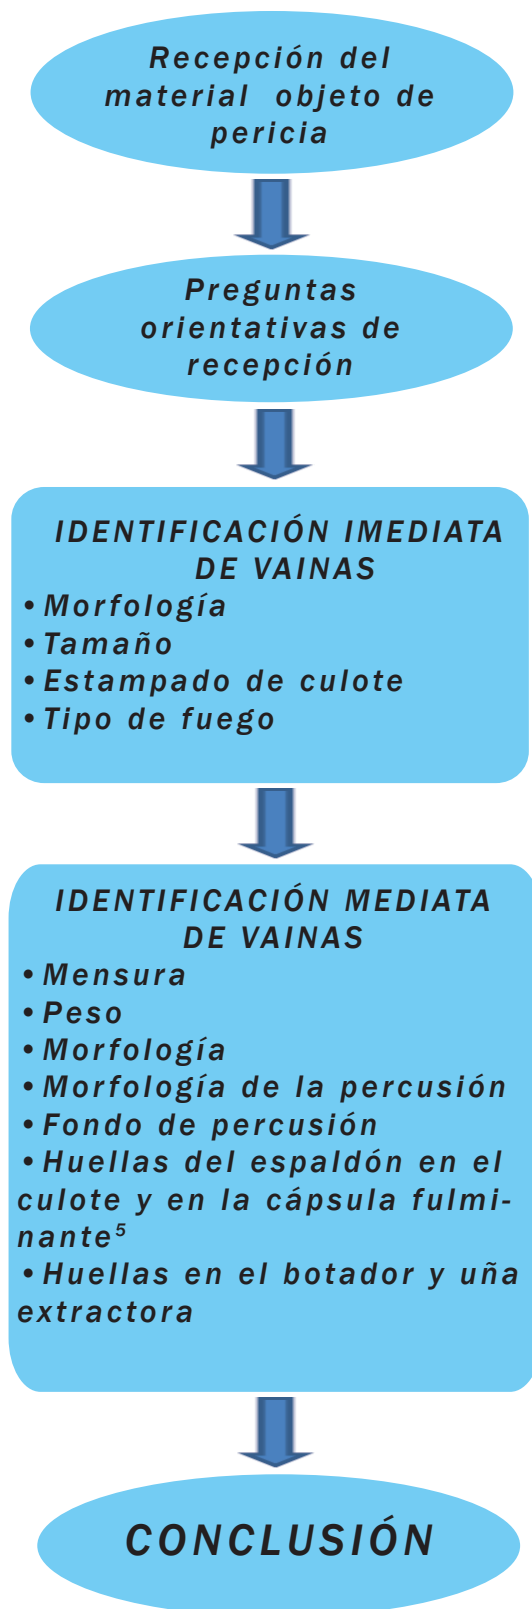 Recepción del
material objeto de
pericia
Preguntas
orientativas de
recepción
IDENTIFICACIÓN IMEDIATA
DE VAINAS
•Morfología
•Tamaño
•Estampado de culote
•Tipo de fuego
IDENTIFICACIÓN MEDIATA
DE VAINAS
•Mensura
•Peso
•Morfología
•Morfología de la percusión
•Fondo de percusión
•Huellas del espaldón en el
culote y en la cápsula fulmi-
nante⁵
•Huellas en el botador y uña
extractora
CONCLUSIÓN